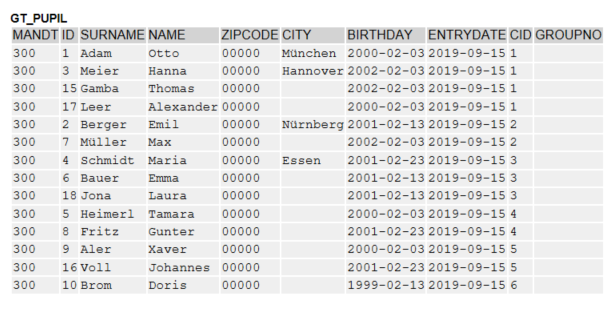 GT_PUPIL
MANDT ID SURNAME NAME ZIPCODE CITY BIRTHDAY ENTRYDATE CID GROUPNO
300 1 Adam Otto 00000 München 2000-02-03 2019-09-15 1
300 3 Meier Hanna 00000 Hannover 2002-02-03 2019-09-15 1
300 15 Gamba Thomas 00000 2002-02-03 2019-09-15 1
300 17 Leer Alexander 00000 2000-02-03 2019-09-15 1
300 2 Berger Emil 00000 Nürnberg 2001-02-13 2019-09-15 2
300 7 Müller Max 00000 2002-02-03 2019-09-15 2
300 4 Schmidt Maria 00000 Essen 2001-02-23 2019-09-15 3
300 6 Bauer Emma 00000 2001-02-13 2019-09-15 3
300 18 Jona Laura 00000 2001-02-13 2019-09-15 3
300 5 Heimerl Tamara 00000 2000-02-03 2019-09-15 4
300 8 Fritz Gunter 00000 2001-02-23 2019-09-15 4
300 9 Aler Xaver 00000 2000-02-03 2019-09-15 5
300 16 Voll Johannes 00000 2001-02-23 2019-09-15 5
300 10 Brom Doris 00000 1999-02-13 2019-09-15 6